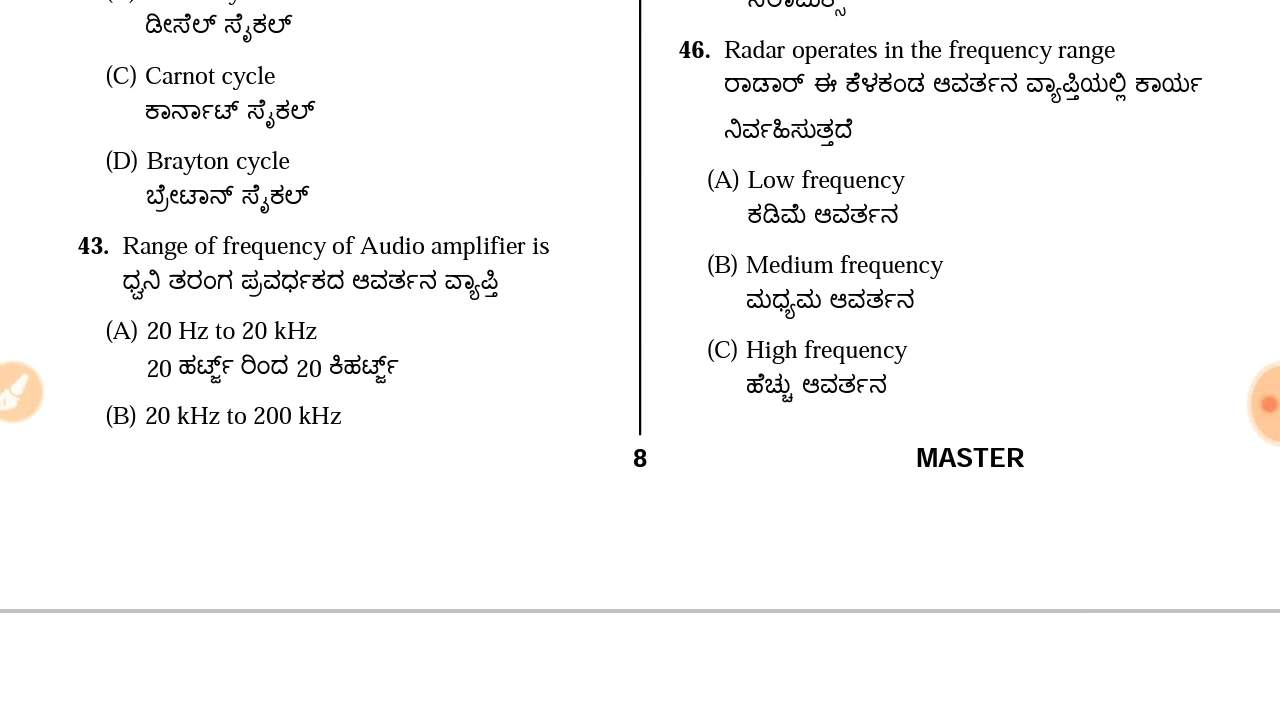 ಡೀಸೆಲ್ ಸೈಕಲ್
(C) Carnot cycle
ಕಾರ್ನಾಟ್ ಸೈಕಲ್
(D) Brayton cycle
ಬ್ರೇಟಾನ್ ಸೈಕಲ್
43. Range of frequency of Audio amplifier is
ಧ್ವನಿ ತರಂಗ ಪ್ರವರ್ಧಕದ ಆವರ್ತನ ವ್ಯಾಪ್ತಿ
(A) 20 Hz to 20 kHz
20 ಹರ್ಟ್ಜ್ ರಿಂದ 20 ಕಿಹರ್ಟ್ಜ್
(B) 20 kHz to 200 kHz
46. Radar operates in the frequency range
ರಾಡಾರ್ ಈ ಕೆಳಕಂಡ ಆವರ್ತನ ವ್ಯಾಪ್ತಿಯಲ್ಲಿ ಕಾರ್ಯ
ನಿರ್ವಹಿಸುತ್ತದೆ
(A) Low frequency
ಕಡಿಮೆ ಆವರ್ತನ
(B) Medium frequency
ಮಧ್ಯಮ ಆವರ್ತನ
(C) High frequency
ಹೆಚ್ಚು ಆವರ್ತನ
8
MASTER